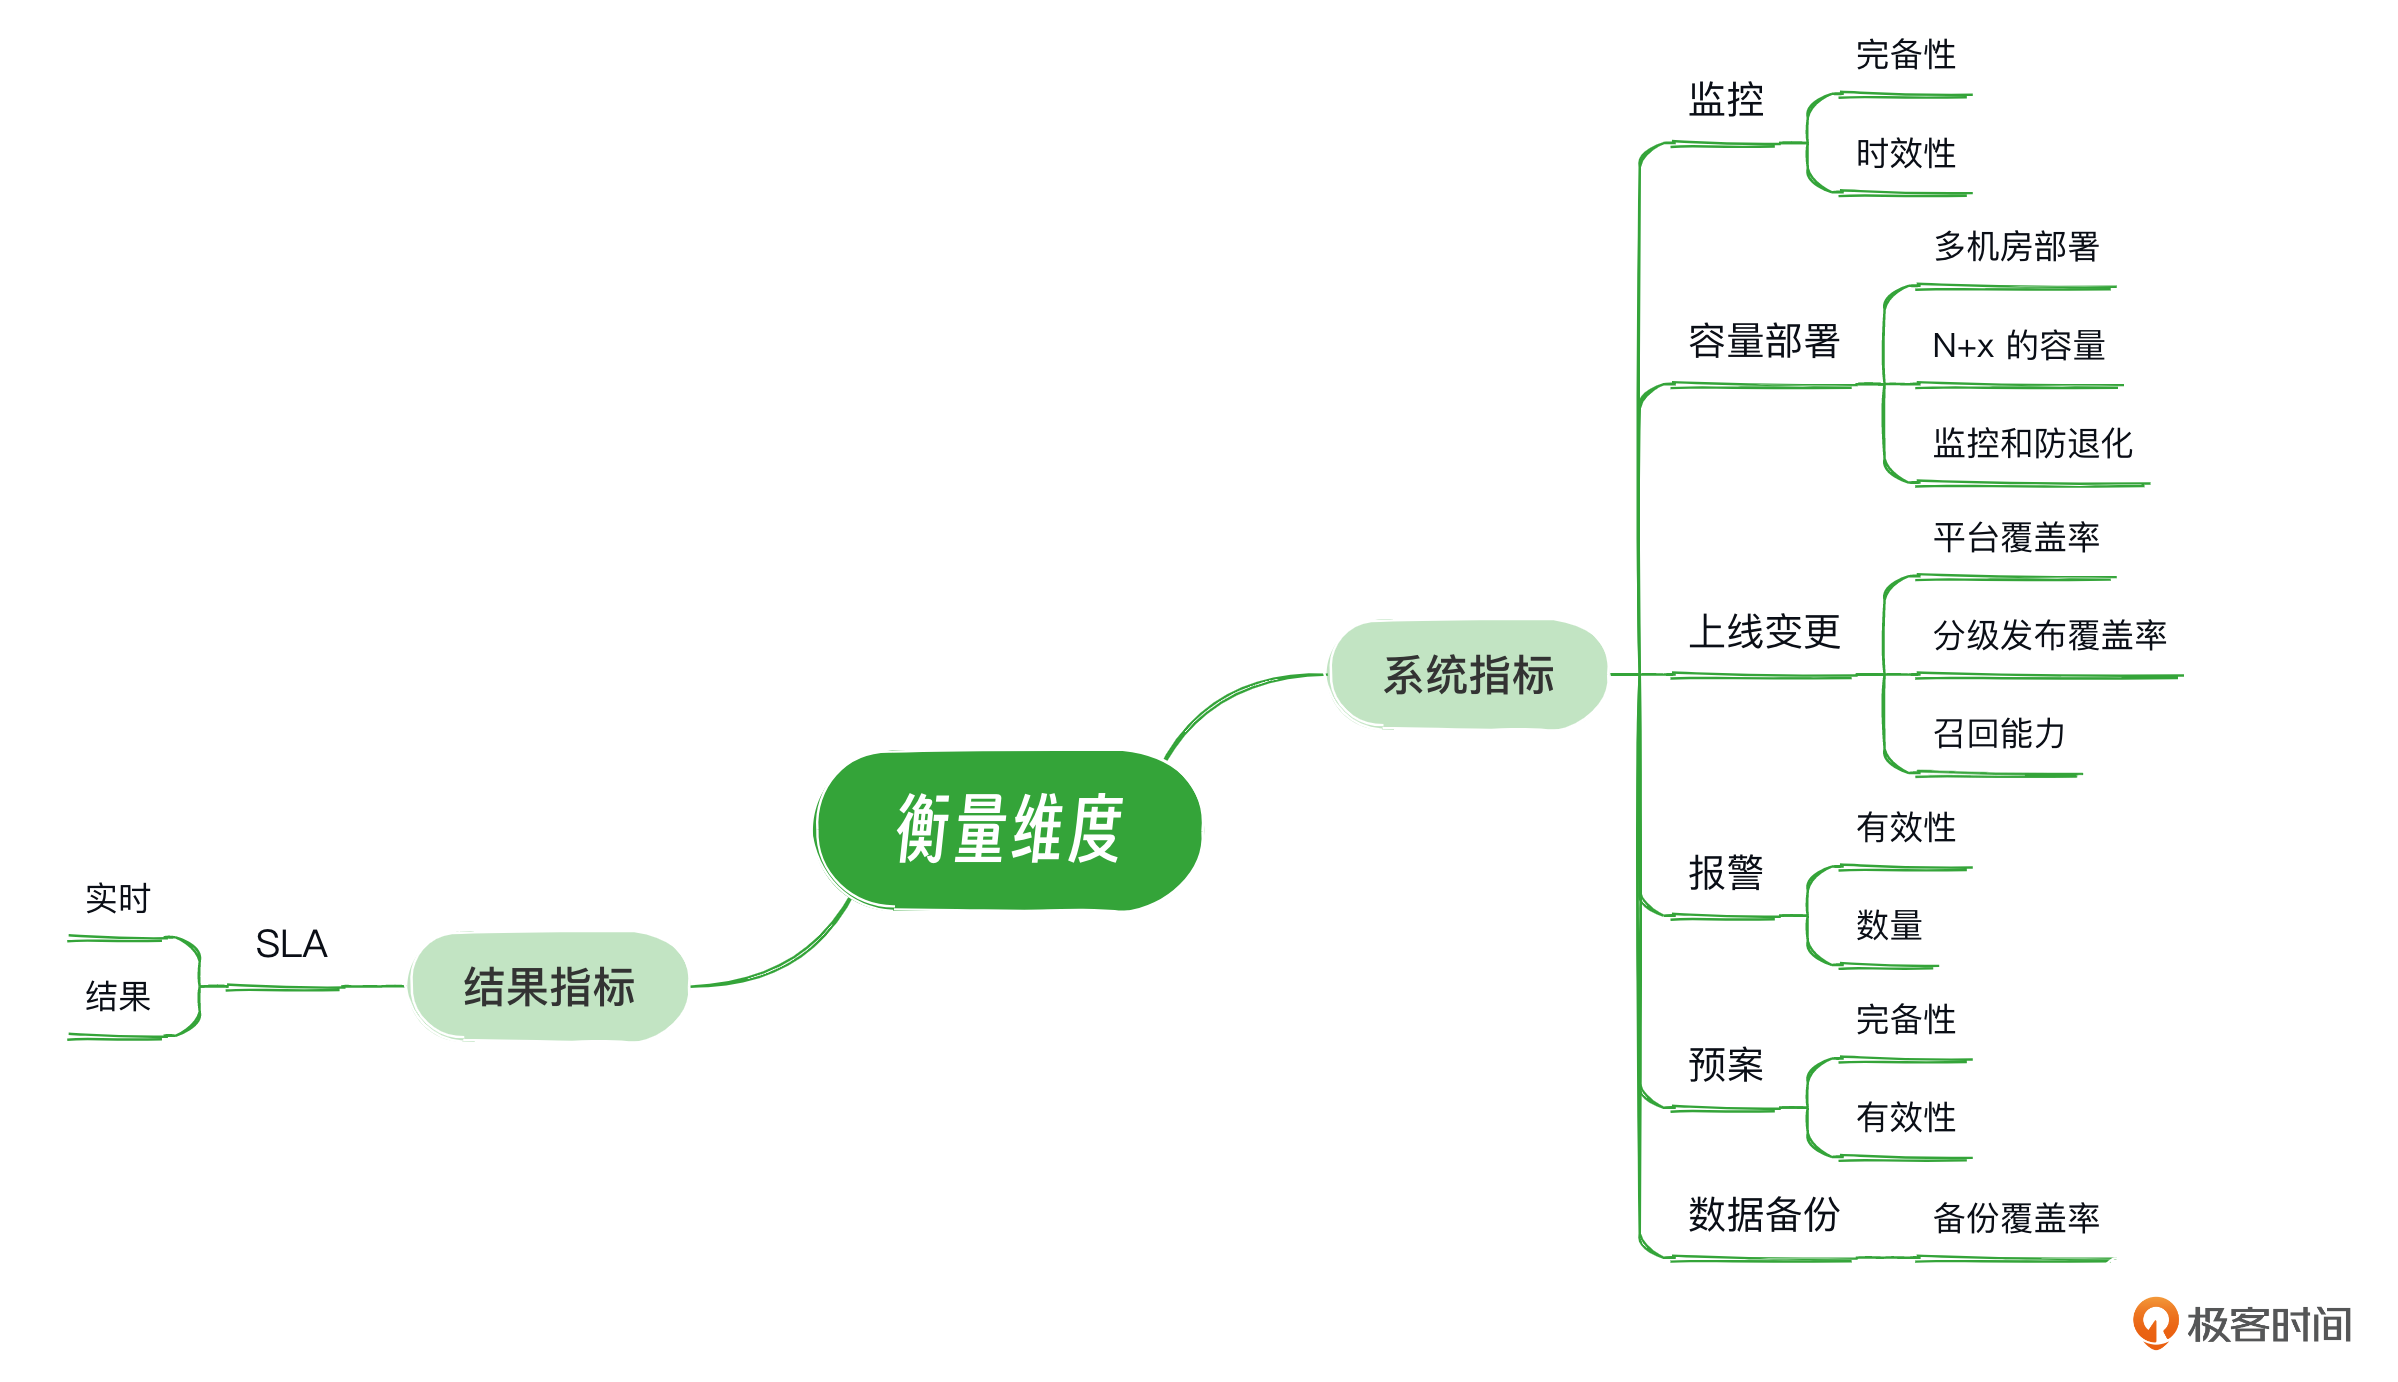 衡量维度
系统指标
监控
完备性
时效性
容量部署
多机房部署
N+x 的容量
监控和防退化
上线变更
平台覆盖率
分级发布覆盖率
召回能力
报警
有效性
数量
预案
完备性
有效性
数据备份
备份覆盖率
结果指标
SLA
实时
结果
极客时间